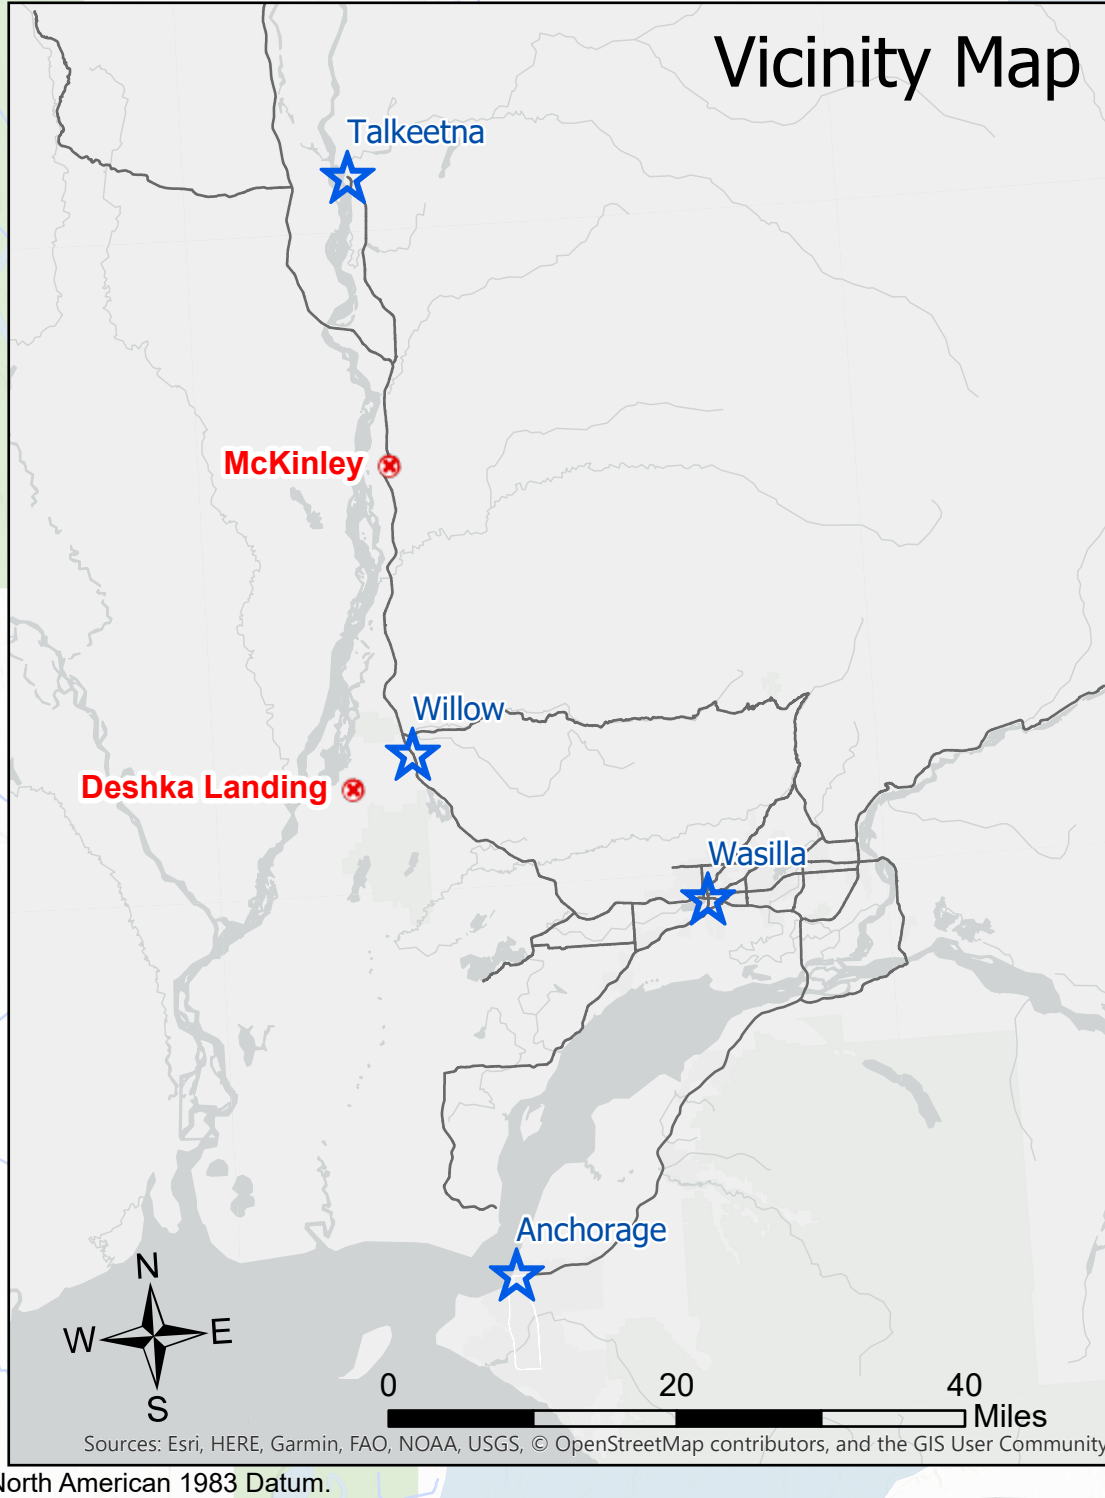 Vicinity Map
Talkeetna
McKinley
Willow
Deshka Landing
Wasilla
Anchorage
N
W E
S
0 20 40
Miles
Sources: Esri, HERE, Garmin, FAO, NOAA, USGS, © OpenStreetMap contributors, and the GIS User Community
North American 1983 Datum.